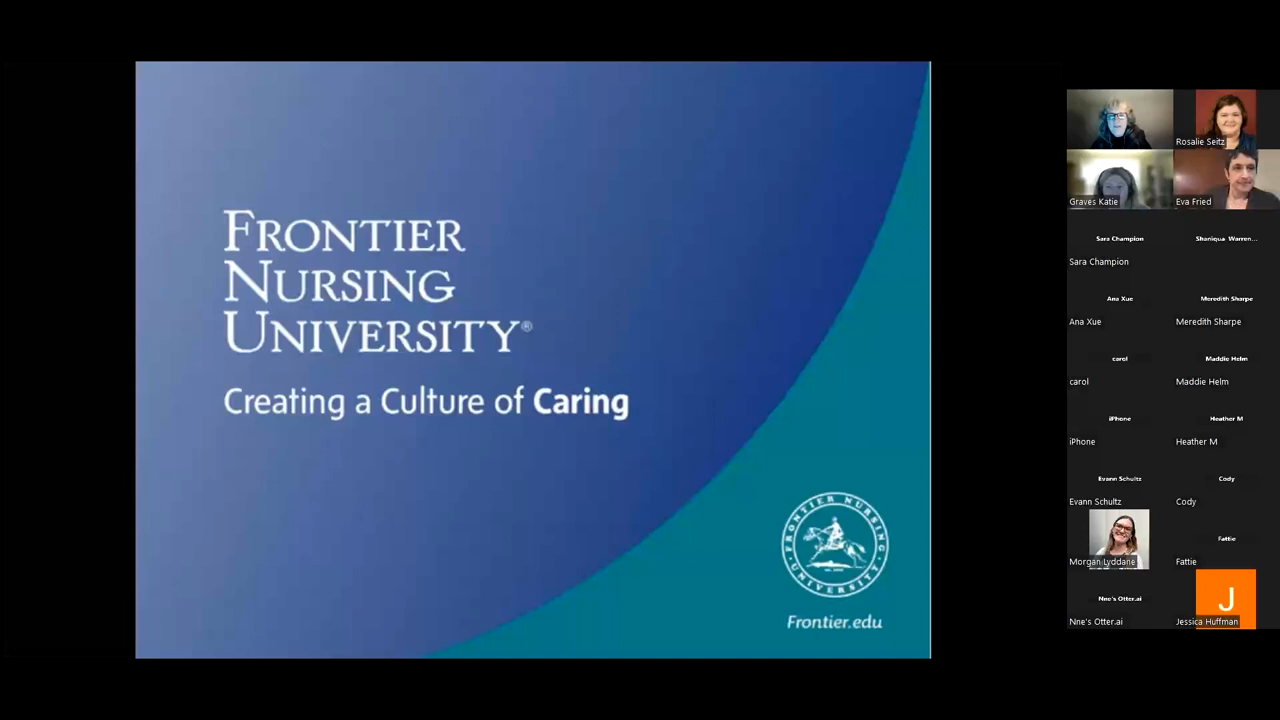 FRONTIER
NURSING
UNIVERSITY®
Creating a Culture of Caring
FRONTIER NURSING
UNIVERSITY
Frontier.edu
Rosalie Seitz
Graves Katie
Eva Fried
Sara Champion
Shaniqua Warren...
Sara Champion
Ana Xue
Meredith Sharpe
Ana Xue
Meredith Sharpe
carol
Maddie Helm
carol
Maddie Helm
iPhone
Heather M
iPhone
Heather M
Evann Schultz
Cody
Evann Schultz
Cody
Morgan Lyddane
Fattie
Fattie
Nne's Otter.ai
J
Nne's Otter.ai
Jessica Huffman